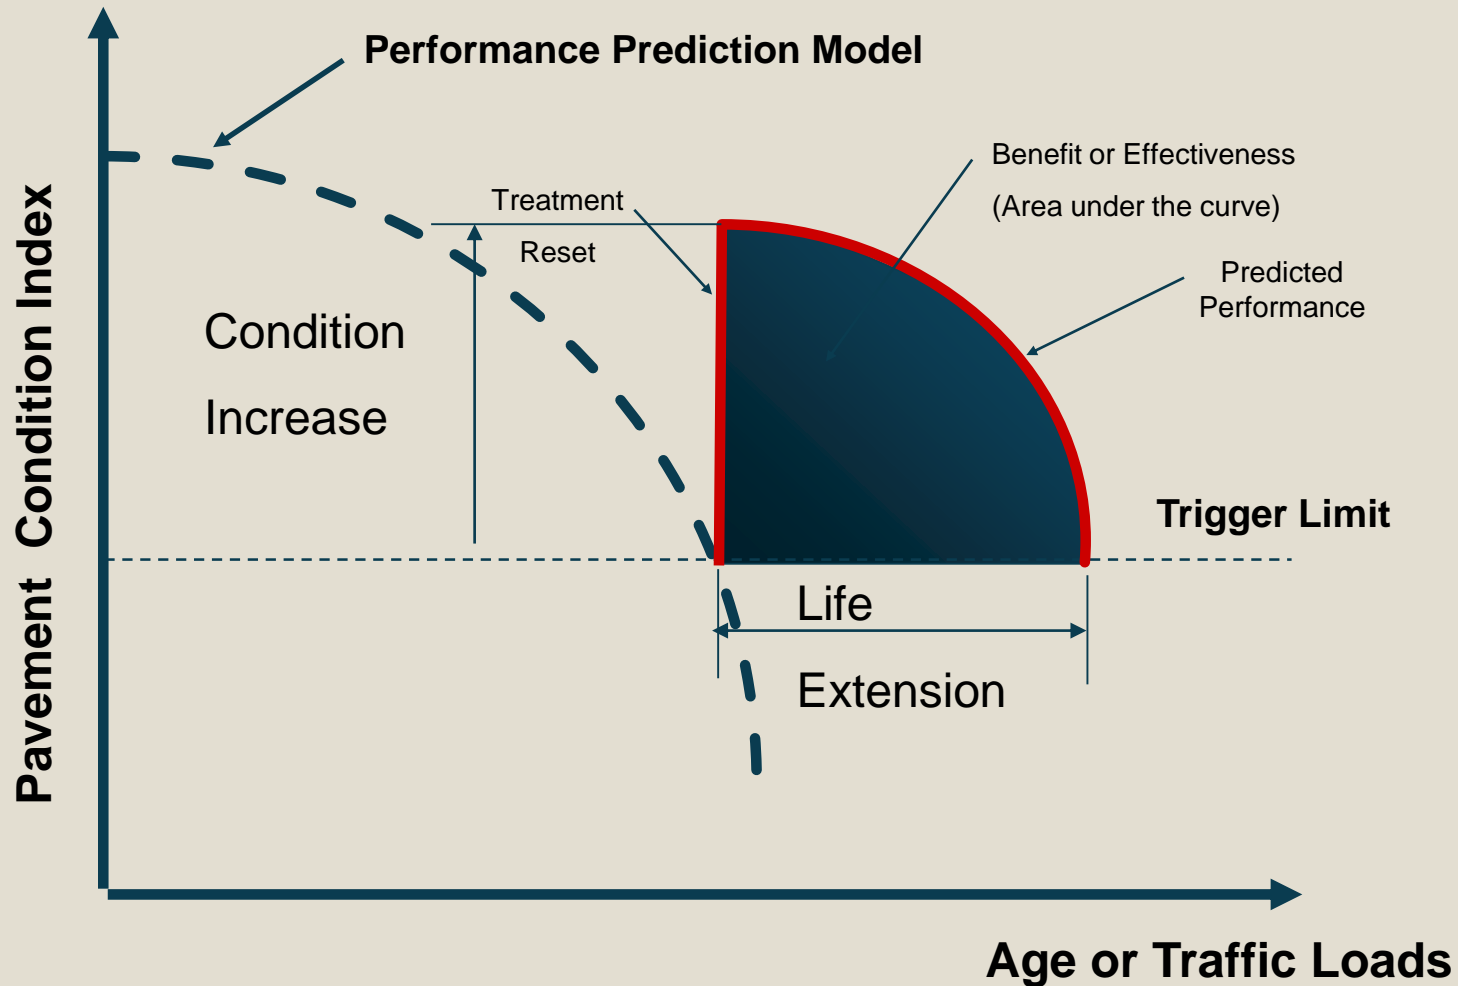 Performance Prediction Model
Benefit or Effectiveness
(Area under the curve)
Treatment
Reset
Predicted
Performance
Condition
Increase
Pavement Condition Index
Trigger Limit
Life
Extension
Age or Traffic Loads